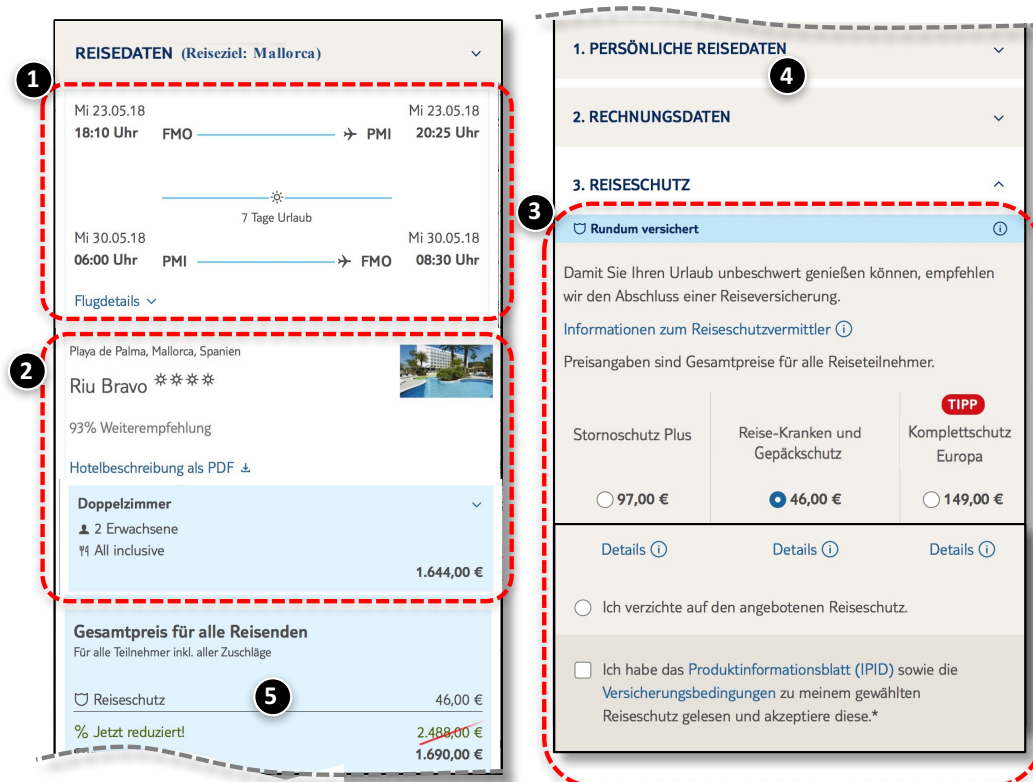 REISEDATEN (Reiseziel: Mallorca)
1
Mi 23.05.18 Mi 23.05.18
18:10 Uhr FMO PMI 20:25 Uhr
7 Tage Urlaub
Mi 30.05.18 Mi 30.05.18
06:00 Uhr PMI FMO 08:30 Uhr
Flugdetails
2
Playa de Palma, Mallorca, Spanien
Riu Bravo
93% Weiterempfehlung
Hotelbeschreibung als PDF
Doppelzimmer
2 Erwachsene
All inclusive
1.644,00 €
Gesamtpreis für alle Reisenden
Für alle Teilnehmer inkl. aller Zuschläge
5
Reiseschutz 46,00 €
% Jetzt reduziert! 2.488,00 €
1.690,00 €
1. PERSÖNLICHE REISEDATEN
4
2. RECHNUNGSDATEN
3. REISESCHUTZ
3
Rundum versichert
Damit Sie Ihren Urlaub unbeschwert genießen können, empfehlen
wir den Abschluss einer Reiseversicherung.
Informationen zum Reiseschutzvermittler
Preisangaben sind Gesamtpreise für alle Reiseteilnehmer.
TIPP
Stornoschutz Plus
Reise-Kranken und
Gepäckschutz
Komplettschutz
Europa
97,00 € 46,00 € 149,00 €
Details Details Details
Ich verzichte auf den angebotenen Reiseschutz.
Ich habe das Produktinformationsblatt (IPID) sowie die
Versicherungsbedingungen zu meinem gewählten
Reiseschutz gelesen und akzeptiere diese.*